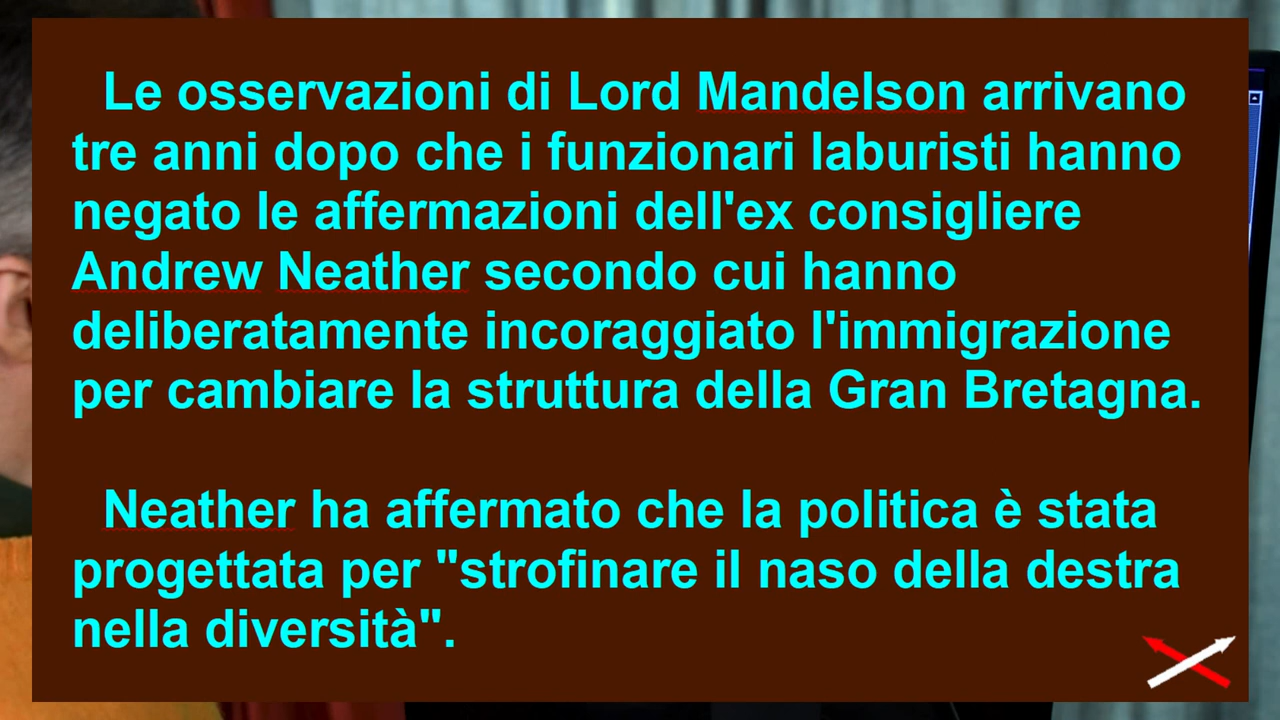 Le osservazioni di Lord Mandelson arrivano
tre anni dopo che i funzionari laburisti hanno
negato le affermazioni dell'ex consigliere
Andrew Neather secondo cui hanno
deliberatamente incoraggiato l'immigrazione
per cambiare la struttura della Gran Bretagna.
Neather ha affermato che la politica è stata
progettata per "strofinare il naso della destra
nella diversità".